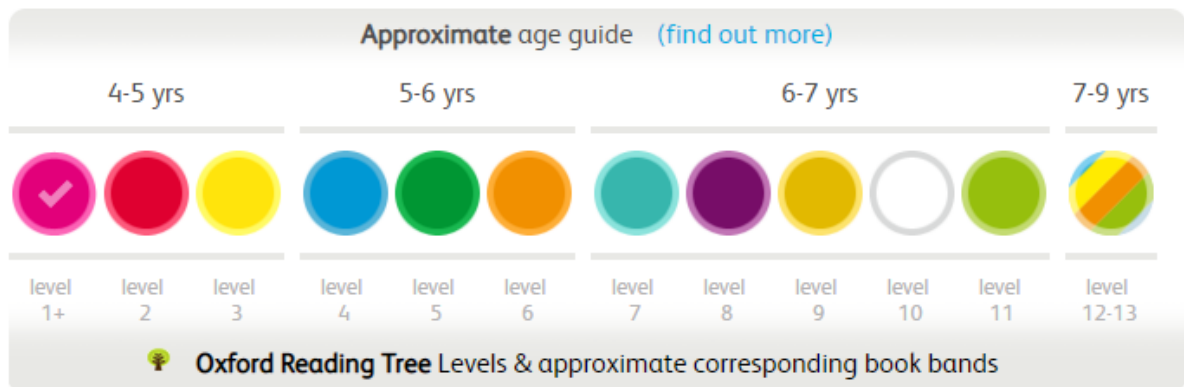 Approximate age guide (find out more)
4-5 yrs 5-6 yrs 6-7 yrs 7-9 yrs
level level level level level level level level level level level level
1+ 2 3 4 5 6 7 8 9 10 11 12-13
Oxford Reading Tree Levels & approximate corresponding book bands